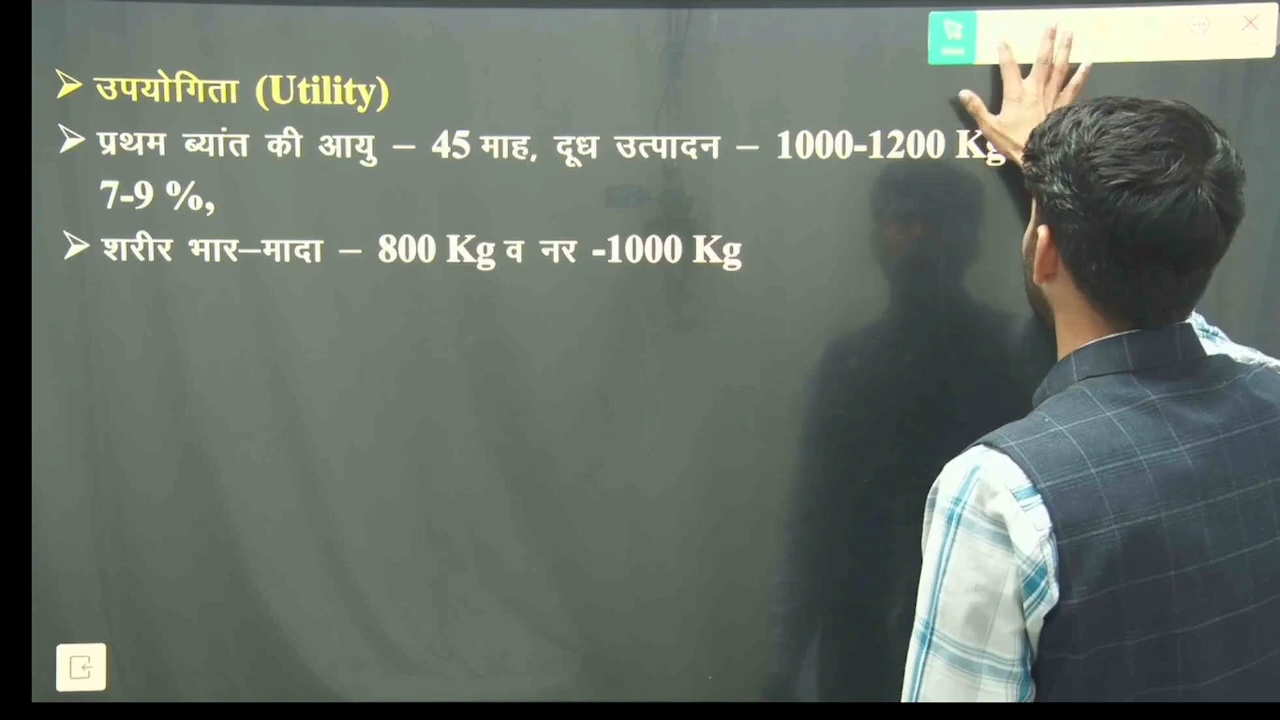 उपयोगिता (Utility)
प्रथम ब्यांत की आयु – 45 माह, दूध उत्पादन – 1000-1200 Kg
7-9 %,
शरीर भार–मादा – 800 Kg व नर -1000 Kg